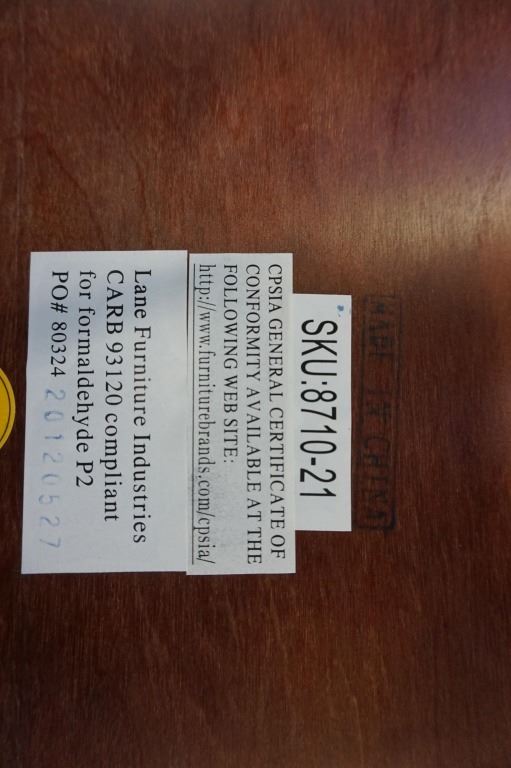 MADE IN CHINA
SKU:8710-21
CPSIA GENERAL CERTIFICATE OF
CONFORMITY AVAILABLE AT THE
FOLLOWING WEB SITE:
http://www.furniturebrands.com/cpsia/
Lane Furniture Industries
CARB 93120 compliant
for formaldehyde P2
PO# 80324 20120527